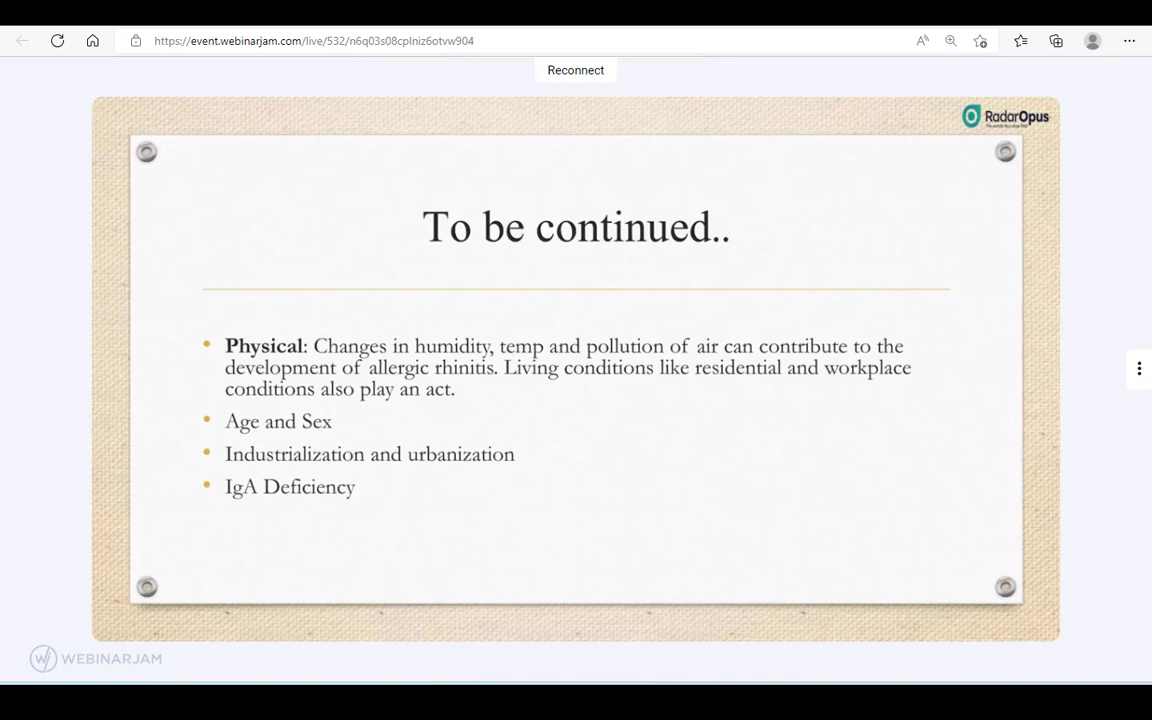 https://event.webinarjam.com/live/532/n6q03s08cplniz6otvw904
Reconnect
RadarOpus
To be continued..
• Physical: Changes in humidity, temp and pollution of air can contribute to the
development of allergic rhinitis. Living conditions like residential and workplace
conditions also play an act.
• Age and Sex
• Industrialization and urbanization
• IgA Deficiency
WEBINARJAM